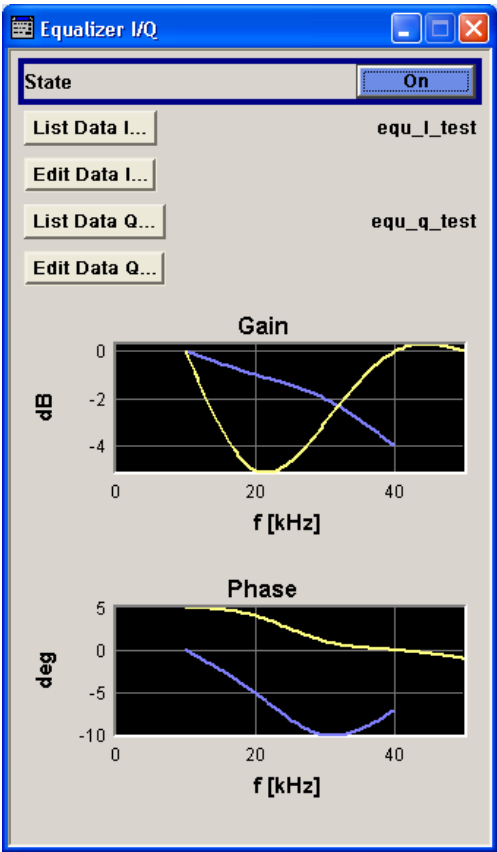 Equalizer I/Q
State On
List Data I... equ_I_test
Edit Data I...
List Data Q... equ_q_test
Edit Data Q...
Gain
0
-2
-4
dB
0 20 40
f [kHz]
Phase
5
0
-5
-10
deg
0 20 40
f [kHz]